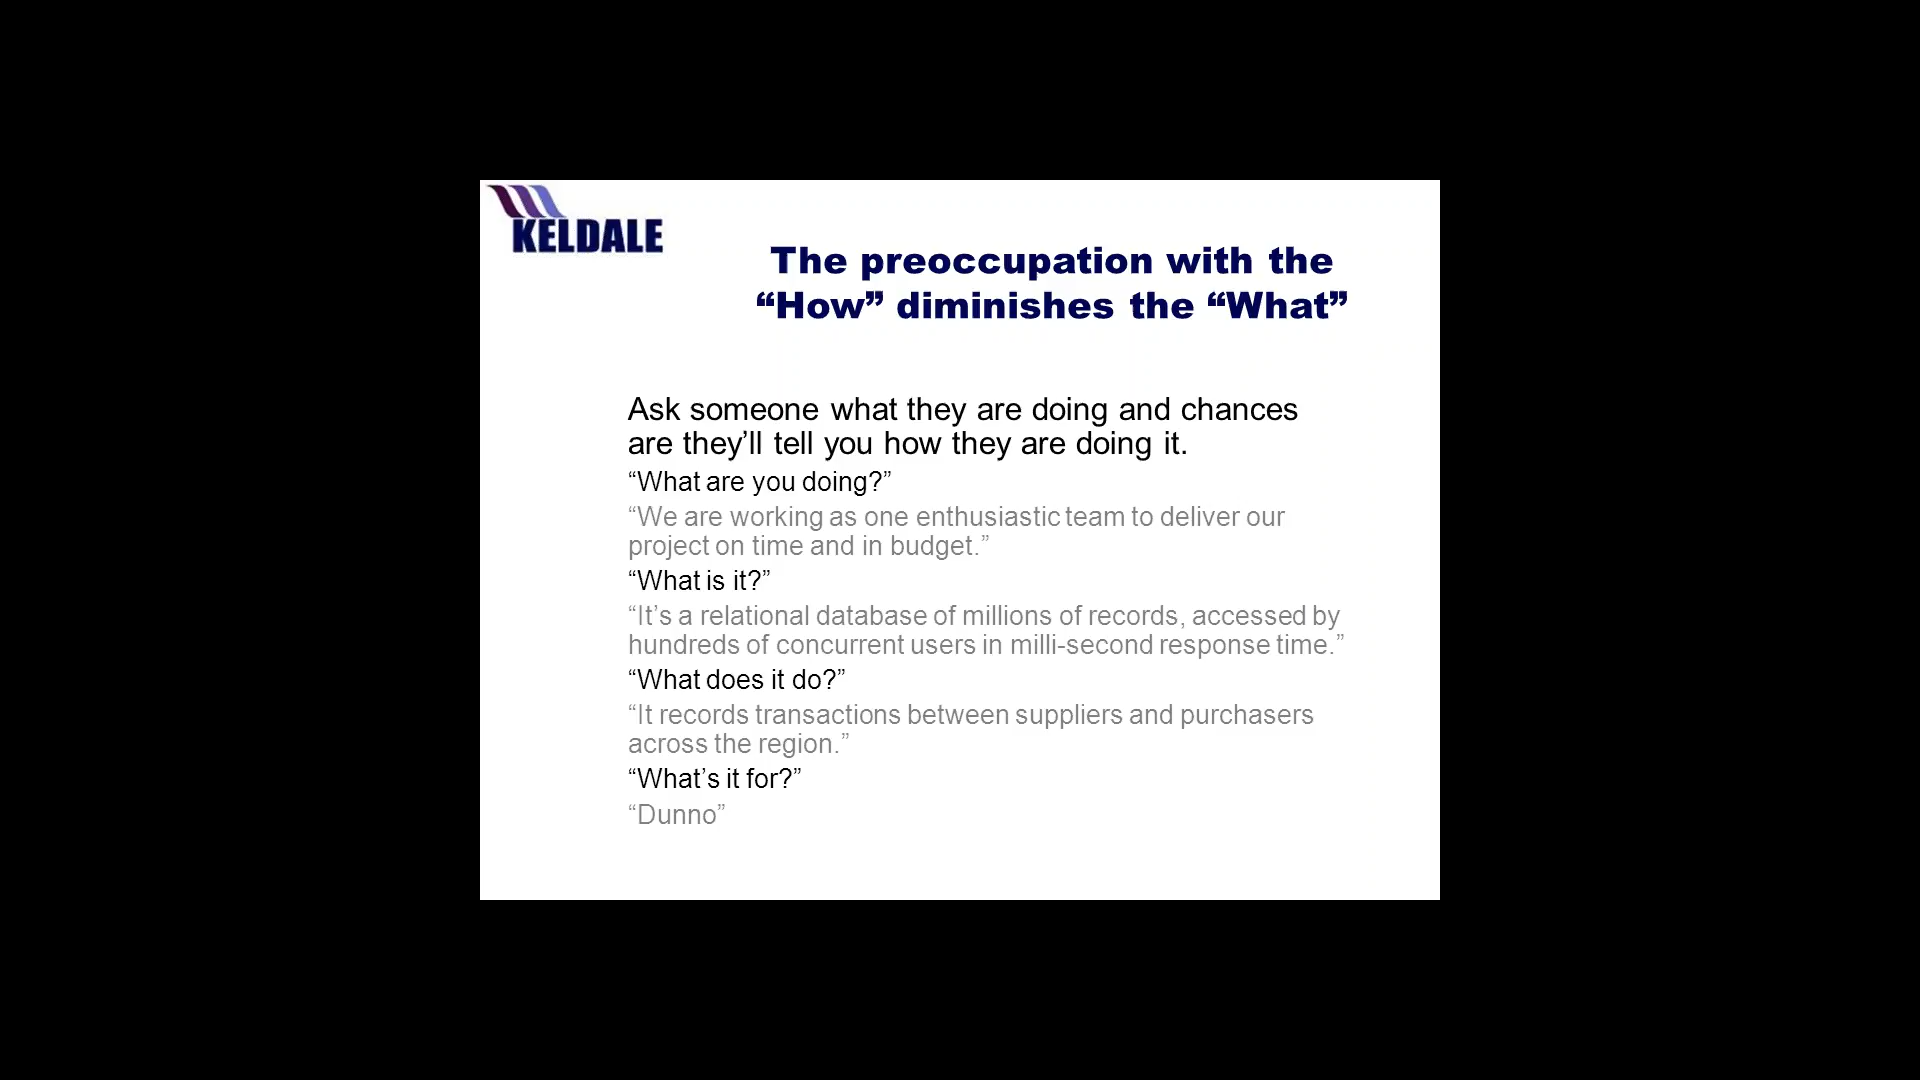 KELDALE
The preoccupation with the
“How” diminishes the “What”
Ask someone what they are doing and chances
are they’ll tell you how they are doing it.
“What are you doing?”
“We are working as one enthusiastic team to deliver our
project on time and in budget.”
“What is it?”
“It’s a relational database of millions of records, accessed by
hundreds of concurrent users in milli-second response time.”
“What does it do?”
“It records transactions between suppliers and purchasers
across the region.”
“What’s it for?”
“Dunno”